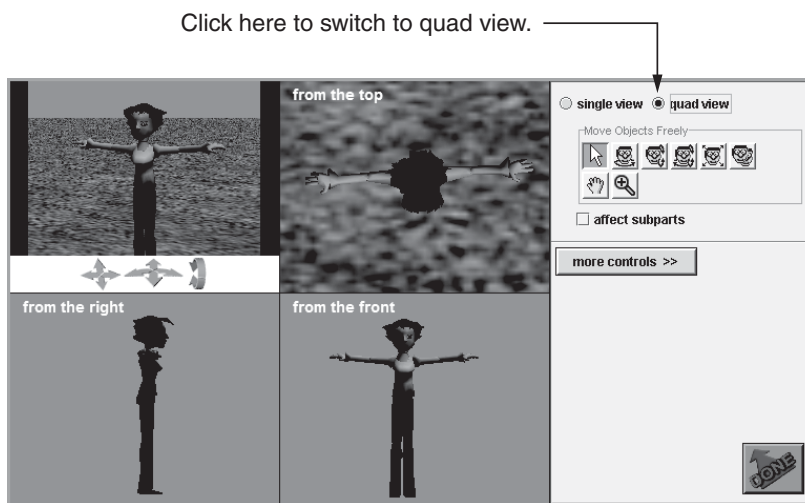 Click here to switch to quad view.
from the top
single view quad view
Move Objects Freely
affect subparts
more controls >>
from the right
from the front
DONE